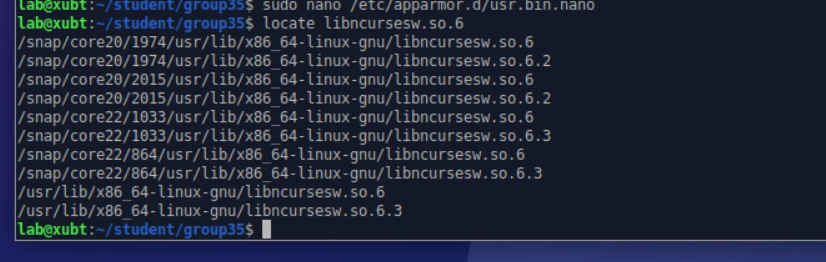 lab@xubt:~/student/group35$ sudo nano /etc/apparmor.d/usr.bin.nano
lab@xubt:~/student/group35$ locate libncursesw.so.6
/snap/core20/1974/usr/lib/x86_64-linux-gnu/libncursesw.so.6
/snap/core20/1974/usr/lib/x86_64-linux-gnu/libncursesw.so.6.2
/snap/core20/2015/usr/lib/x86_64-linux-gnu/libncursesw.so.6
/snap/core20/2015/usr/lib/x86_64-linux-gnu/libncursesw.so.6.2
/snap/core22/1033/usr/lib/x86_64-linux-gnu/libncursesw.so.6
/snap/core22/1033/usr/lib/x86_64-linux-gnu/libncursesw.so.6.3
/snap/core22/864/usr/lib/x86_64-linux-gnu/libncursesw.so.6
/snap/core22/864/usr/lib/x86_64-linux-gnu/libncursesw.so.6.3
/usr/lib/x86_64-linux-gnu/libncursesw.so.6
/usr/lib/x86_64-linux-gnu/libncursesw.so.6.3
lab@xubt:~/student/group35$